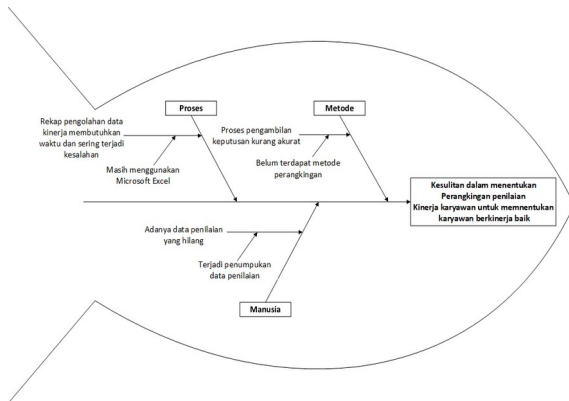 Proses
Metode
Rekap pengolahan data
kinerja membutuhkan
waktu dan sering terjadi
kesalahan
Masih menggunakan
Microsoft Excel
Proses pengambilan
keputusan kurang akurat
Belum terdapat metode
perangkingan
Kesulitan dalam menentukan
Perangkingan penilaian
Kinerja karyawan untuk memnentukan
karyawan berkinerja baik
Adanya data penilaian
yang hilang
Terjadi penumpukan
data penilaian
Manusia